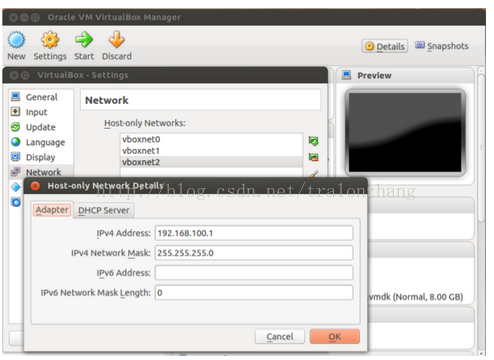 Oracle VM VirtualBox Manager
New Settings Start Discard
Details Snapshots
VirtualBox - Settings
Preview
General
Input
Update
Language
Display
Network
Network
Host-only Networks:
vboxnet0
vboxnet1
vboxnet2
http://blog.csdn.net/tralonzhang
Host-only Network Details
Adapter DHCP Server
IPv4 Address: 192.168.100.1
IPv4 Network Mask: 255.255.255.0
IPv6 Address:
IPv6 Network Mask Length: 0
.vmdk (Normal, 8.00 GB)
Cancel OK